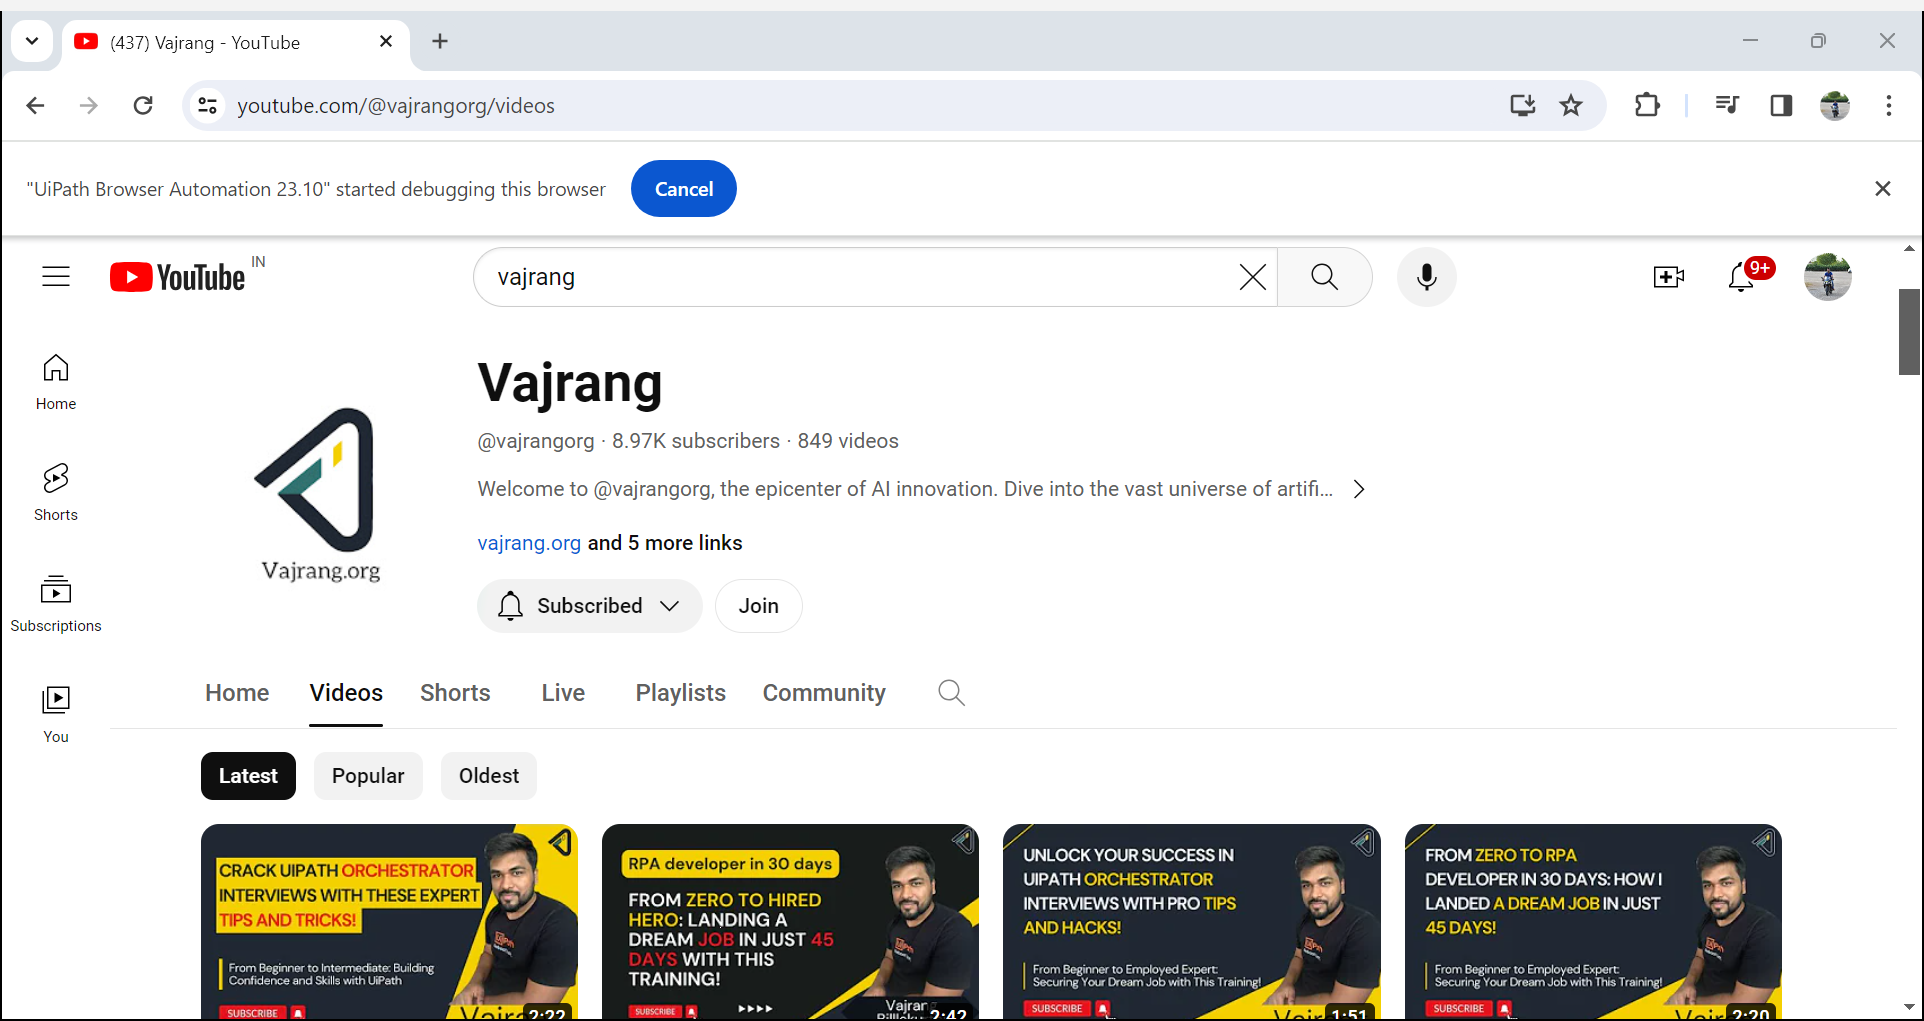 (437) Vajrang - YouTube
youtube.com/@vajrangorg/videos
"UiPath Browser Automation 23.10" started debugging this browser
Cancel
YouTube IN
vajrang
9+
Home
Shorts
Subscriptions
You
Vajrang.org
Vajrang
@vajrangorg · 8.97K subscribers · 849 videos
Welcome to @vajrangorg, the epicenter of AI innovation. Dive into the vast universe of artifi...
vajrang.org and 5 more links
Subscribed
Join
Home Videos Shorts Live Playlists Community
Latest Popular Oldest
CRACK UIPATH ORCHESTRATOR
INTERVIEWS WITH THESE EXPERT
TIPS AND TRICKS!
From Beginner to Intermediate: Building
Confidence and Skills with UiPath
SUBSCRIBE
2:22
RPA developer in 30 days
FROM ZERO TO HIRED
HERO: LANDING A
DREAM JOB IN JUST 45
DAYS WITH THIS
TRAINING!
SUBSCRIBE
2:42
UNLOCK YOUR SUCCESS IN
UIPATH ORCHESTRATOR
INTERVIEWS WITH PRO TIPS
AND HACKS!
From Beginner to Employed Expert:
Securing Your Dream Job with This Training!
SUBSCRIBE
1:51
FROM ZERO TO RPA
DEVELOPER IN 30 DAYS: HOW I
LANDED A DREAM JOB IN JUST
45 DAYS!
From Beginner to Employed Expert:
Securing Your Dream Job with This Training!
SUBSCRIBE
2:20